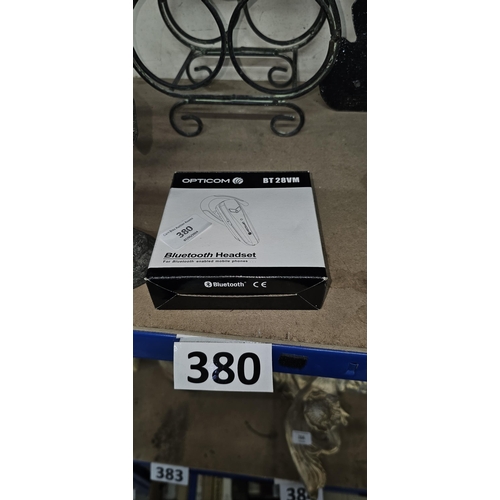 OPTICOM BT 28VM
380
Bluetooth Headset
For Bluetooth enabled mobile phones
Bluetooth CE
380
383